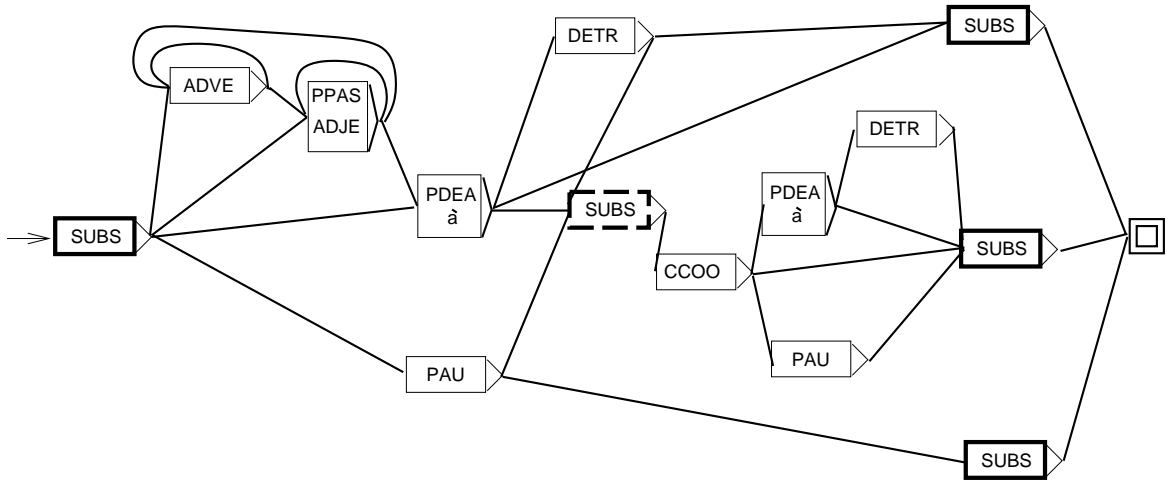 SUBS
ADVE
PPAS
ADJE
PDEA
à
PAU
DETR
SUBS
CCOO
PDEA
à
DETR
PAU
SUBS
SUBS
SUBS